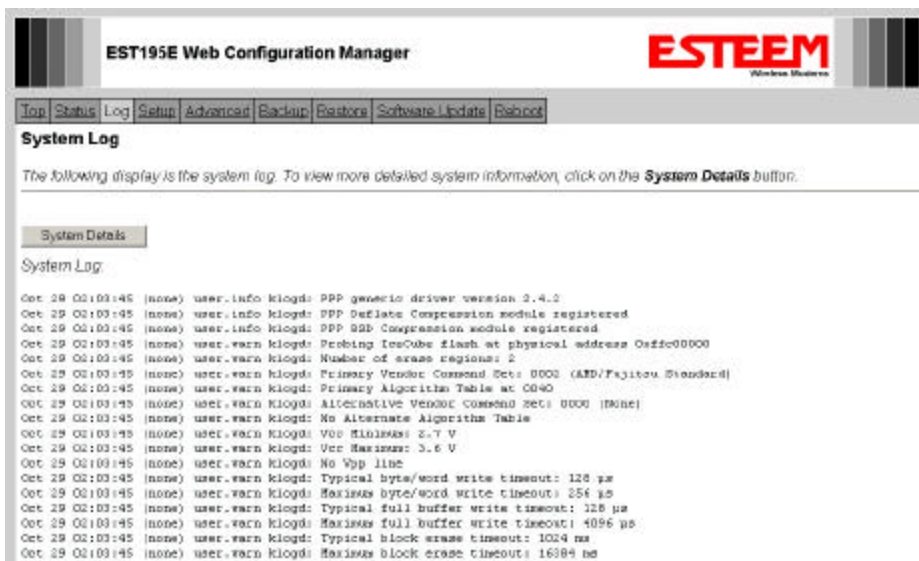 EST195E Web Configuration Manager
ESTEEM
Wireless Modems
Top Status Log Setup Advanced Backup Restore Software Update Reboot
System Log
The following display is the system log. To view more detailed system information, click on the System Details button.
System Details
System Log:
Oct 29 02:03:45 (none) user.info klogd: PPP generic driver version 2.4.2
Oct 29 02:03:45 (none) user.info klogd: PPP Deflate Compression module registered
Oct 29 02:03:45 (none) user.info klogd: PPP BSD Compression module registered
Oct 29 02:03:45 (none) user.warn klogd: Probing IceCube flash at physical address 0xffc00000
Oct 29 02:03:45 (none) user.warn klogd: Number of erase regions: 2
Oct 29 02:03:45 (none) user.warn klogd: Primary Vendor Command Set: 0002 (AMD/Fujitsu Standard)
Oct 29 02:03:45 (none) user.warn klogd: Primary Algorithm Table at 0040
Oct 29 02:03:45 (none) user.warn klogd: Alternative Vendor Command Set: 0000 (None)
Oct 29 02:03:45 (none) user.warn klogd: No Alternate Algorithm Table
Oct 29 02:03:45 (none) user.warn klogd: Vcc Minimum: 2.7 V
Oct 29 02:03:45 (none) user.warn klogd: Vcc Maximum: 3.6 V
Oct 29 02:03:45 (none) user.warn klogd: No Vpp line
Oct 29 02:03:45 (none) user.warn klogd: Typical byte/word write timeout: 128 µs
Oct 29 02:03:45 (none) user.warn klogd: Maximum byte/word write timeout: 256 µs
Oct 29 02:03:45 (none) user.warn klogd: Typical full buffer write timeout: 128 µs
Oct 29 02:03:45 (none) user.warn klogd: Maximum full buffer write timeout: 4096 µs
Oct 29 02:03:45 (none) user.warn klogd: Typical block erase timeout: 1024 ms
Oct 29 02:03:45 (none) user.warn klogd: Maximum block erase timeout: 16384 ms